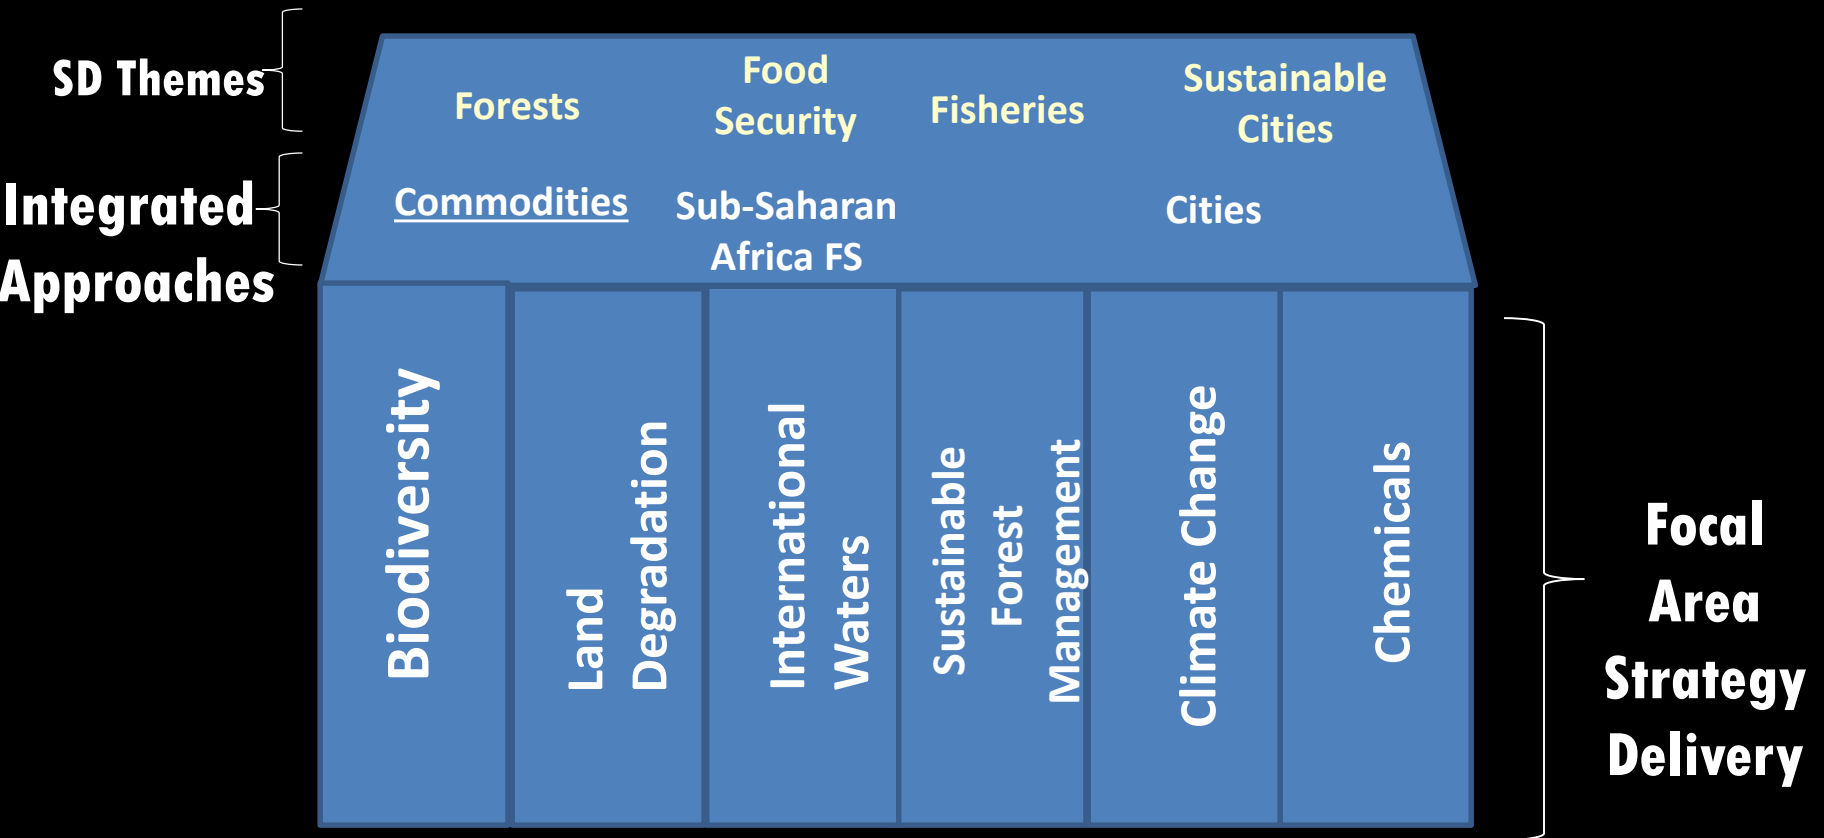 SD Themes
Forests
Food
Security
Fisheries
Sustainable
Cities
Integrated
Approaches
Commodities
Sub-Saharan
Africa FS
Cities
Biodiversity
Land
Degradation
International
Waters
Sustainable
Forest
Management
Climate Change
Chemicals
Focal
Area
Strategy
Delivery